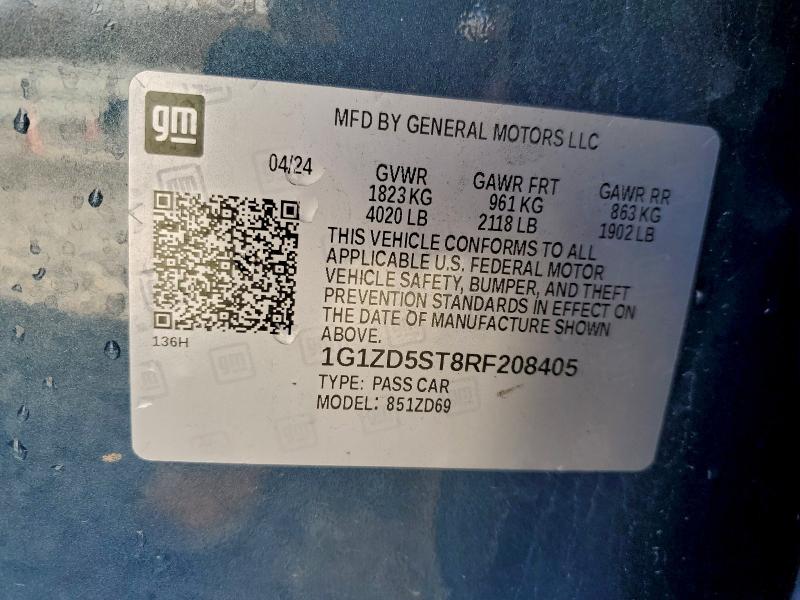 gm
MFD BY GENERAL MOTORS LLC
04/24
GVWR
1823 KG
4020 LB
GAWR FRT
961 KG
2118 LB
GAWR RR
863 KG
1902 LB
THIS VEHICLE CONFORMS TO ALL
APPLICABLE U.S. FEDERAL MOTOR
VEHICLE SAFETY, BUMPER, AND THEFT
PREVENTION STANDARDS IN EFFECT ON
THE DATE OF MANUFACTURE SHOWN
ABOVE.
136H
1G1ZD5ST8RF208405
TYPE: PASS CAR
MODEL: 851ZD69